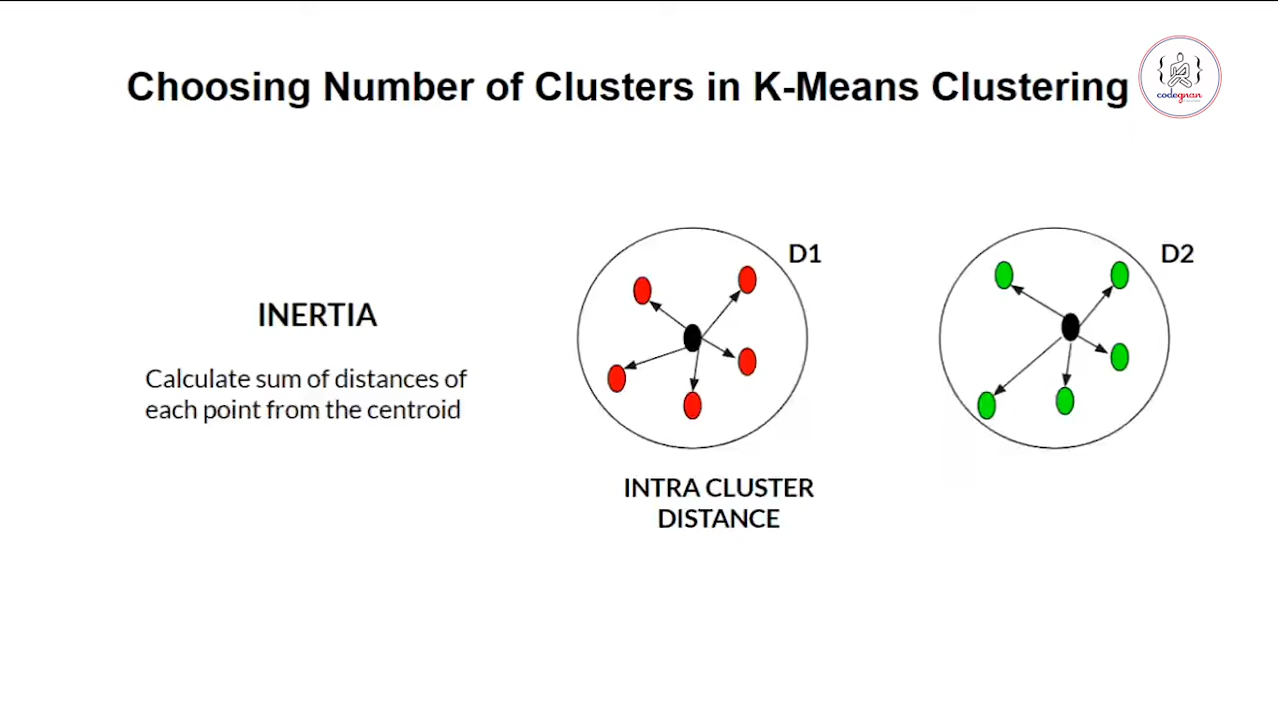 Choosing Number of Clusters in K-Means Clustering
codegnan
D1
D2
INERTIA
Calculate sum of distances of
each point from the centroid
INTRA CLUSTER
DISTANCE